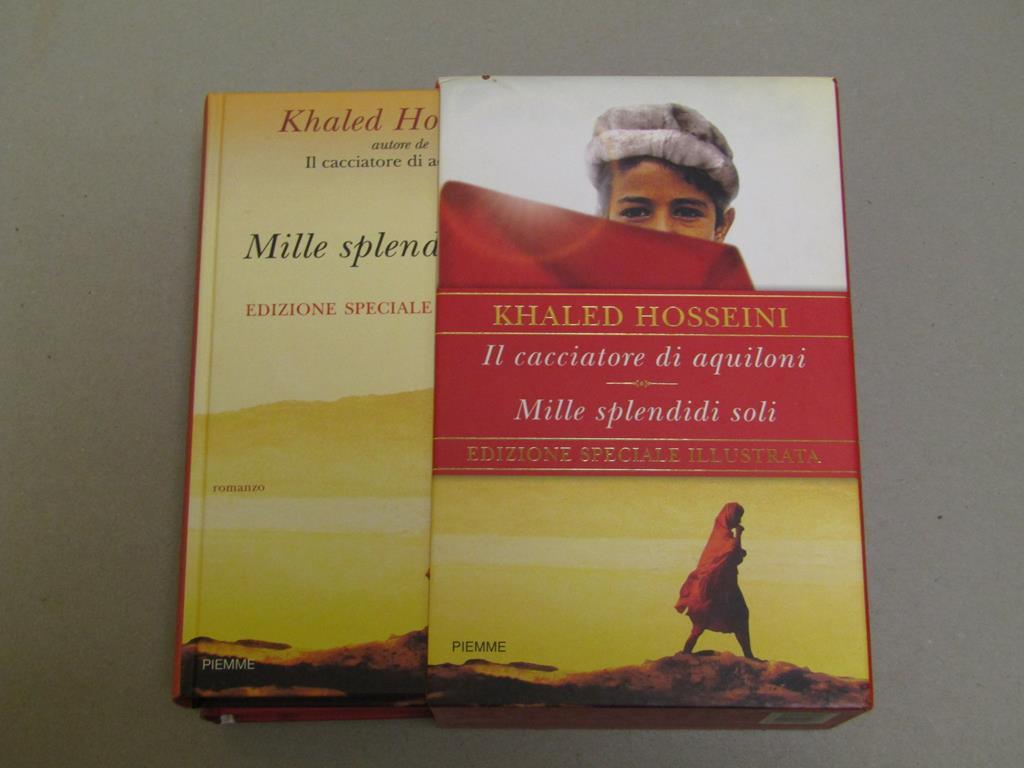 Khaled Ho
autore de
Il cacciatore di a
Mille splend
EDIZIONE SPECIALE
romanzo
PIEMME
KHALED HOSSEINI
Il cacciatore di aquiloni
Mille splendidi soli
EDIZIONE SPECIALE ILLUSTRATA
PIEMME